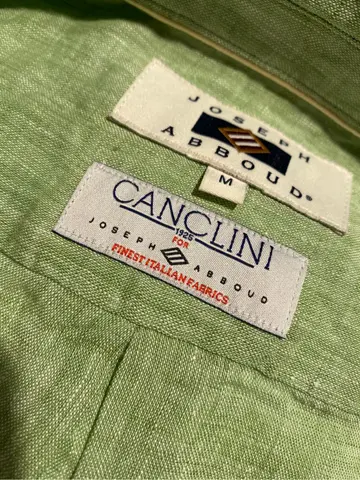 JOSEPH
ABBOUD®
M
CANCLINI
1925
FOR
JOSEPH ABBOUD
FINEST ITALIAN FABRICS